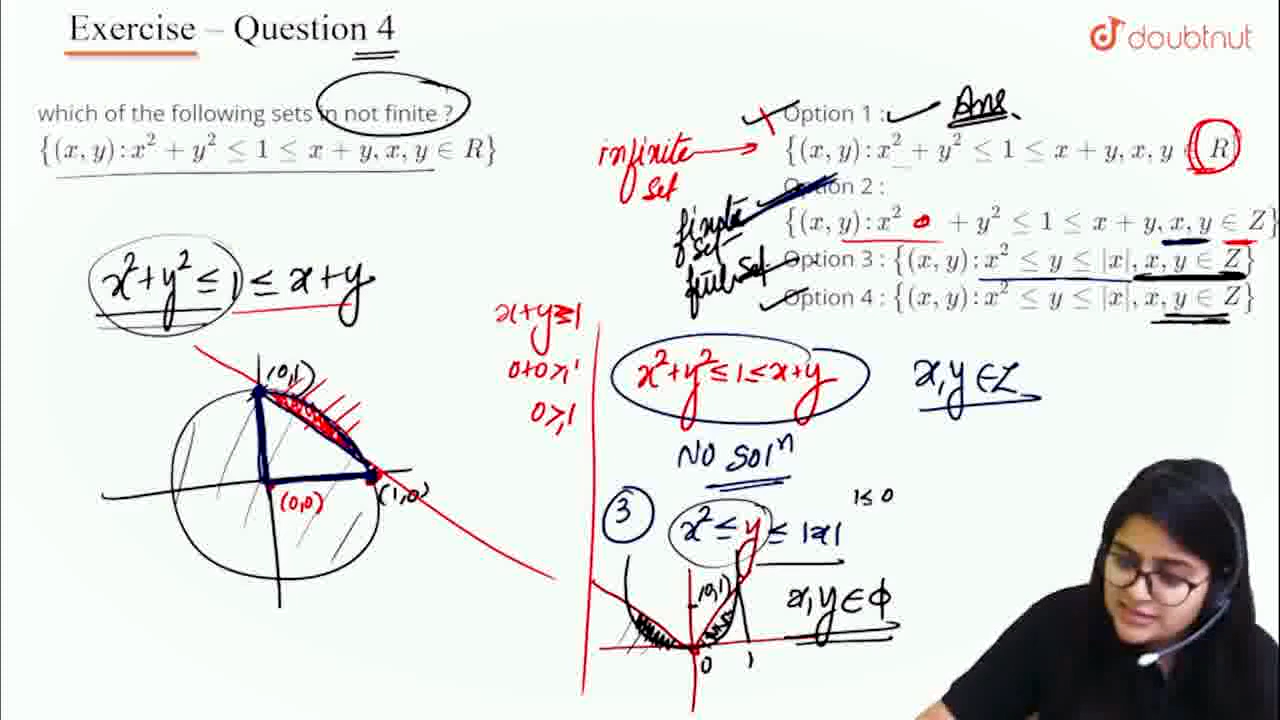 Exercise – Question 4
doubtnut
which of the following sets in not finite ?
{(x, y) : x² + y² ≤ 1 ≤ x + y, x, y ∈ R}
Option 1 : Ans.
infinite set
{(x, y) : x² + y² ≤ 1 ≤ x + y, x, y ∈ R}
Option 2 :
finite set
{(x, y) : x² + y² ≤ 1 ≤ x + y, x, y ∈ Z}
Option 3 : {(x, y) : x² ≤ y ≤ |x|, x, y ∈ Z}
Option 4 : {(x, y) : x² ≤ y ≤ |x|, x, y ∈ Z}
x²+y² ≤ 1 ≤ x+y
x+y≥1
0+0≥1
0≥1
x²+y² ≤ 1 ≤ x+y
x,y ∈ Z
NO Solⁿ
(0,1)
(0,0)
(1,0)
3
x² ≤ y ≤ |x|
1≤0
(0,1)
x,y ∈ ϕ
0
1